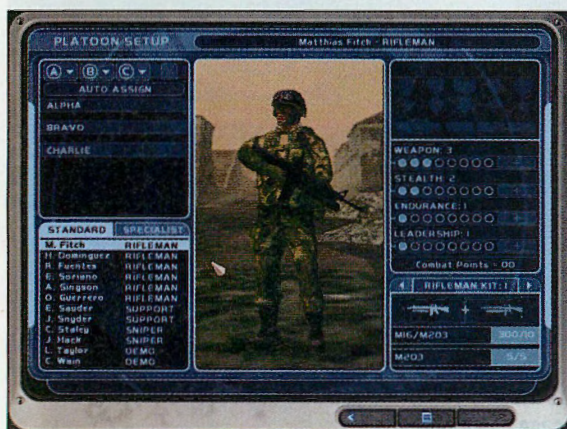 PLATOON SETUP
Matthias Fitch - RIFLEMAN
A B C
AUTO ASSIGN
ALPHA
BRAVO
CHARLIE
STANDARD SPECIALIST
M. Fitch RIFLEMAN
H. Dominguez RIFLEMAN
R. Fuentes RIFLEMAN
E. Soriano RIFLEMAN
A. Singson RIFLEMAN
O. Guerrero RIFLEMAN
E. Sauder SUPPORT
J. Snyder SUPPORT
C. Staley SNIPER
J. Hack SNIPER
L. Taylor DEMO
C. Wain DEMO
WEAPON: 3
STEALTH: 2
ENDURANCE: 1
LEADERSHIP: 1
Combat Points - 00
RIFLEMAN KIT: 1
+
M16/M203 300/10
M203 5/5